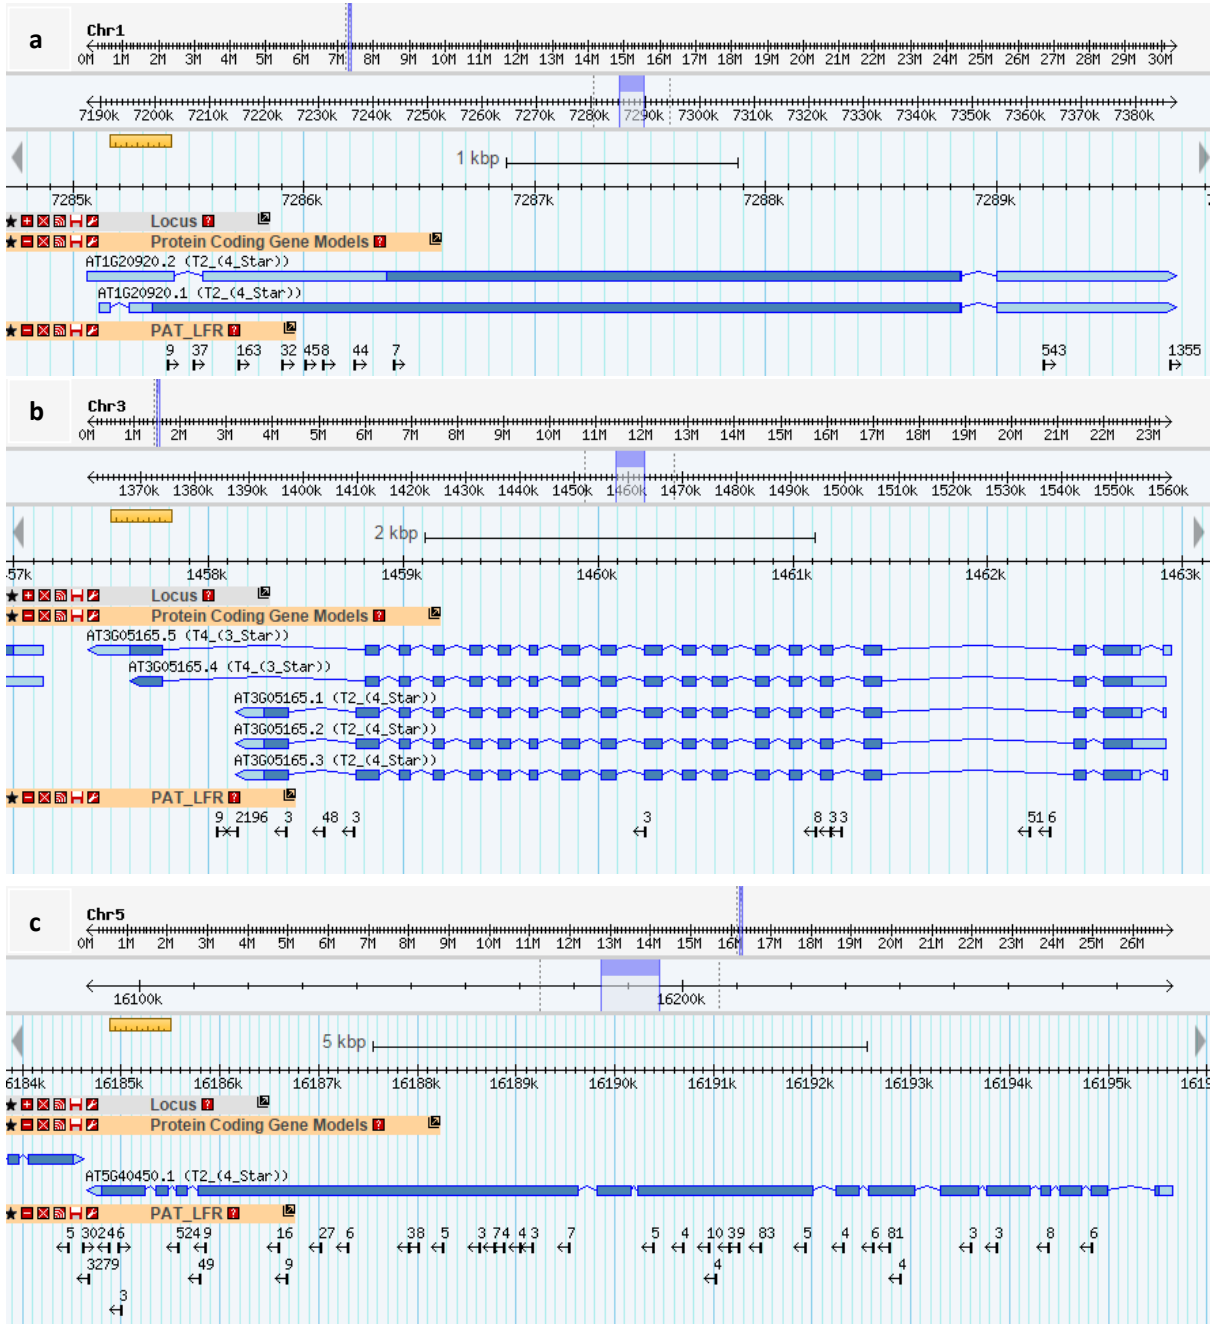 a
Chr1
0M 1M 2M 3M 4M 5M 6M 7M 8M 9M 10M 11M 12M 13M 14M 15M 16M 17M 18M 19M 20M 21M 22M 23M 24M 25M 26M 27M 28M 29M 30M
7190k 7200k 7210k 7220k 7230k 7240k 7250k 7260k 7270k 7280k 7290k 7300k 7310k 7320k 7330k 7340k 7350k 7360k 7370k 7380k
1 kbp
7285k 7286k 7287k 7288k 7289k
Locus ?
Protein Coding Gene Models ?
AT1G20920.2 (T2_(4_Star))
AT1G20920.1 (T2_(4_Star))
PAT_LFR ?
9 37 163 32 458 44 7 543 1355
b
Chr3
0M 1M 2M 3M 4M 5M 6M 7M 8M 9M 10M 11M 12M 13M 14M 15M 16M 17M 18M 19M 20M 21M 22M 23M
1370k 1380k 1390k 1400k 1410k 1420k 1430k 1440k 1450k 1460k 1470k 1480k 1490k 1500k 1510k 1520k 1530k 1540k 1550k 1560k
2 kbp
57k 1458k 1459k 1460k 1461k 1462k 1463k
Locus ?
Protein Coding Gene Models ?
AT3G05165.5 (T4_(3_Star))
AT3G05165.4 (T4_(3_Star))
AT3G05165.1 (T2_(4_Star))
AT3G05165.2 (T2_(4_Star))
AT3G05165.3 (T2_(4_Star))
PAT_LFR ?
9 2196 3 48 3 3 8 33 51 6
c
Chr5
0M 1M 2M 3M 4M 5M 6M 7M 8M 9M 10M 11M 12M 13M 14M 15M 16M 17M 18M 19M 20M 21M 22M 23M 24M 25M 26M
16100k 16200k
5 kbp
6184k 16185k 16186k 16187k 16188k 16189k 16190k 16191k 16192k 16193k 16194k 16195k 1619
Locus ?
Protein Coding Gene Models ?
AT5G40450.1 (T2_(4_Star))
PAT_LFR ?
5 30246 5249 16 27 6 38 5 3 74 43 7 5 4 10 39 83 5 4 6 81 3 3 8 6
3279 49 9 4 4
3